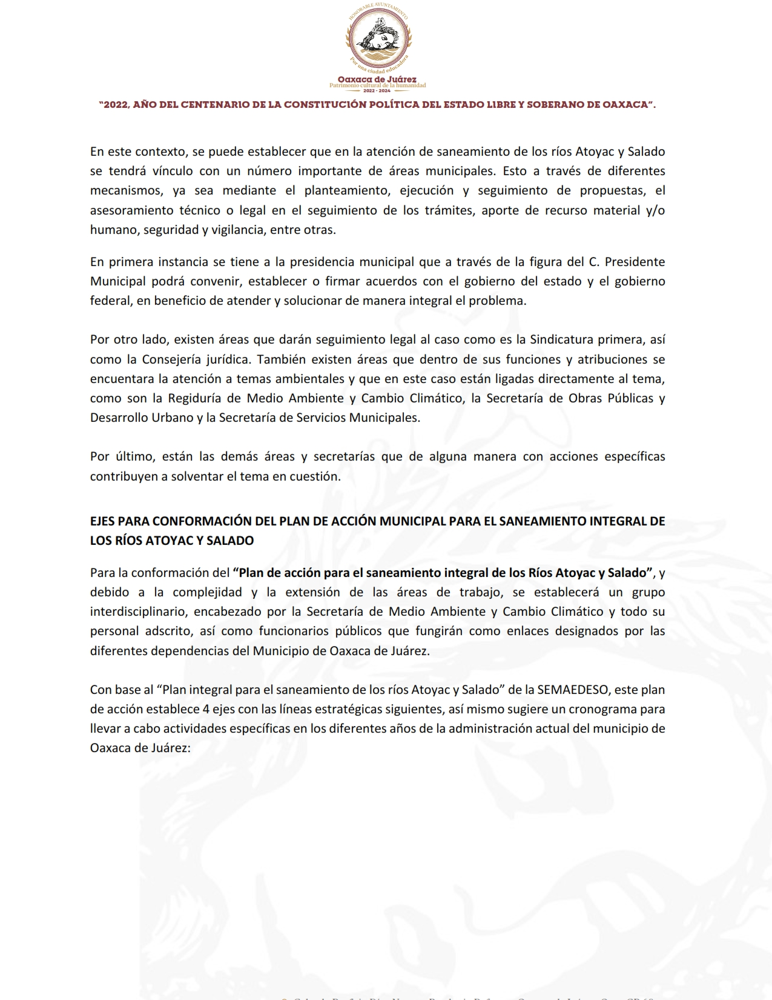 HONORABLE AYUNTAMIENTO
Por una ciudad educadora
Oaxaca de Juárez
Patrimonio cultural de la humanidad
2022 - 2024
“2022, AÑO DEL CENTENARIO DE LA CONSTITUCIÓN POLÍTICA DEL ESTADO LIBRE Y SOBERANO DE OAXACA”.
En este contexto, se puede establecer que en la atención de saneamiento de los ríos Atoyac y Salado
se tendrá vínculo con un número importante de áreas municipales. Esto a través de diferentes
mecanismos, ya sea mediante el planteamiento, ejecución y seguimiento de propuestas, el
asesoramiento técnico o legal en el seguimiento de los trámites, aporte de recurso material y/o
humano, seguridad y vigilancia, entre otras.
En primera instancia se tiene a la presidencia municipal que a través de la figura del C. Presidente
Municipal podrá convenir, establecer o firmar acuerdos con el gobierno del estado y el gobierno
federal, en beneficio de atender y solucionar de manera integral el problema.
Por otro lado, existen áreas que darán seguimiento legal al caso como es la Sindicatura primera, así
como la Consejería jurídica. También existen áreas que dentro de sus funciones y atribuciones se
encuentara la atención a temas ambientales y que en este caso están ligadas directamente al tema,
como son la Regiduría de Medio Ambiente y Cambio Climático, la Secretaría de Obras Públicas y
Desarrollo Urbano y la Secretaría de Servicios Municipales.
Por último, están las demás áreas y secretarías que de alguna manera con acciones específicas
contribuyen a solventar el tema en cuestión.
EJES PARA CONFORMACIÓN DEL PLAN DE ACCIÓN MUNICIPAL PARA EL SANEAMIENTO INTEGRAL DE
LOS RÍOS ATOYAC Y SALADO
Para la conformación del “Plan de acción para el saneamiento integral de los Ríos Atoyac y Salado”, y
debido a la complejidad y la extensión de las áreas de trabajo, se establecerá un grupo
interdisciplinario, encabezado por la Secretaría de Medio Ambiente y Cambio Climático y todo su
personal adscrito, así como funcionarios públicos que fungirán como enlaces designados por las
diferentes dependencias del Municipio de Oaxaca de Juárez.
Con base al “Plan integral para el saneamiento de los ríos Atoyac y Salado” de la SEMAEDESO, este plan
de acción establece 4 ejes con las líneas estratégicas siguientes, así mismo sugiere un cronograma para
llevar a cabo actividades específicas en los diferentes años de la administración actual del municipio de
Oaxaca de Juárez: